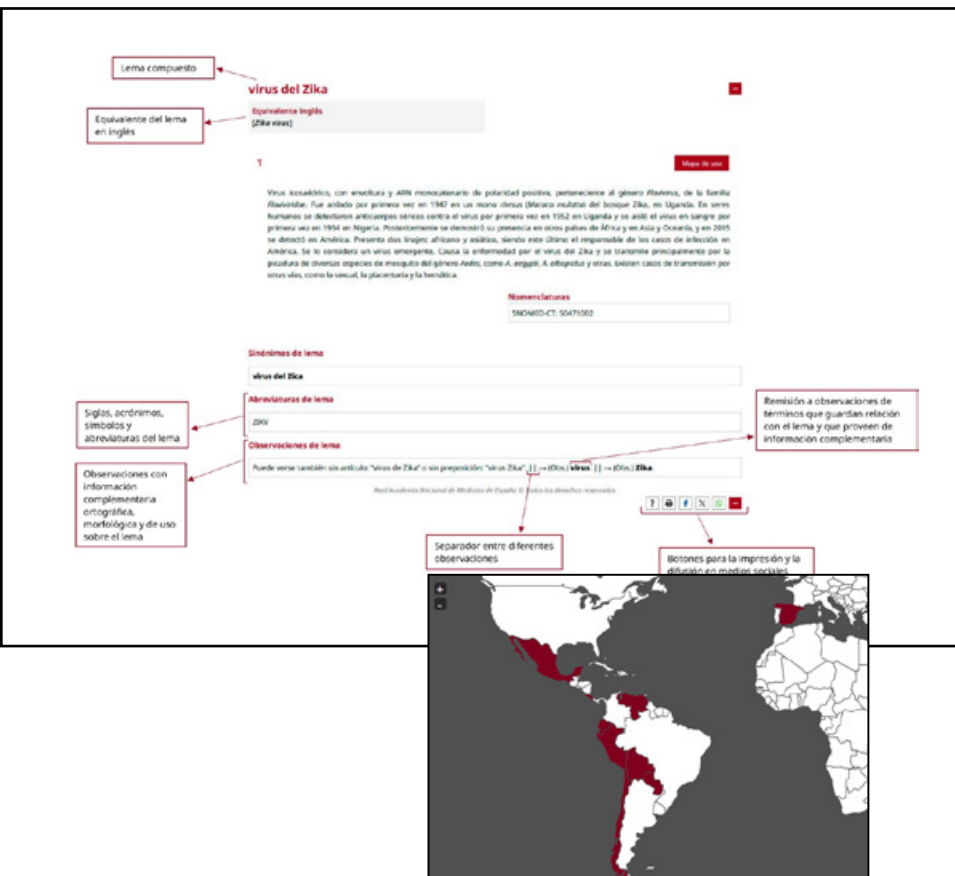 Lema compuesto
virus del Zika
Equivalente del lema
en inglés
Equivalente inglés
[Zika virus]
1
Mapa de uso
Virus icosaédrico, con envoltura y ARN monocatenario de polaridad positiva, perteneciente al género Flavivirus, de la familia
Flaviviridae. Fue aislado por primera vez en 1947 en un mono rhesus (Macaca mulatta) del bosque Zika, en Uganda. En seres
humanos se detectaron anticuerpos séricos contra el virus por primera vez en 1952 en Uganda y se aisló el virus en sangre por
primera vez en 1954 en Nigeria. Posteriormente se demostró su presencia en otros países de África y en Asia y Oceanía, y en 2015
se detectó en América. Presenta dos linajes: africano y asiático, siendo este último el responsable de los casos de infección en
América. Se lo considera un virus emergente. Causa la enfermedad por el virus del Zika y se transmite principalmente por la
picadura de diversas especies de mosquito del género Aedes, como A. aegypti, A. albopictus y otras. Existen casos de transmisión por
otras vías, como la sexual, la placentaria y la hemática.
Nomenclaturas
SNOMED-CT: 50471002
Sinónimos de lema
virus del Zica
Siglas, acrónimos,
símbolos y
abreviaturas del lema
Abreviaturas de lema
ZIKV
Remisión a observaciones de
términos que guardan relación
con el lema y que proveen de
información complementaria
Observaciones de lema
Puede verse también sin artículo: "virus de Zika" o sin preposición: "virus Zika". || → (Obs.) virus. || → (Obs.) Zika.
Observaciones con
información
complementaria
ortográfica,
morfológica y de uso
sobre el lema
Real Academia Nacional de Medicina de España © Todos los derechos reservados
?
Separador entre diferentes
observaciones
Botones para la impresión y la
difusión en medios sociales
+
-